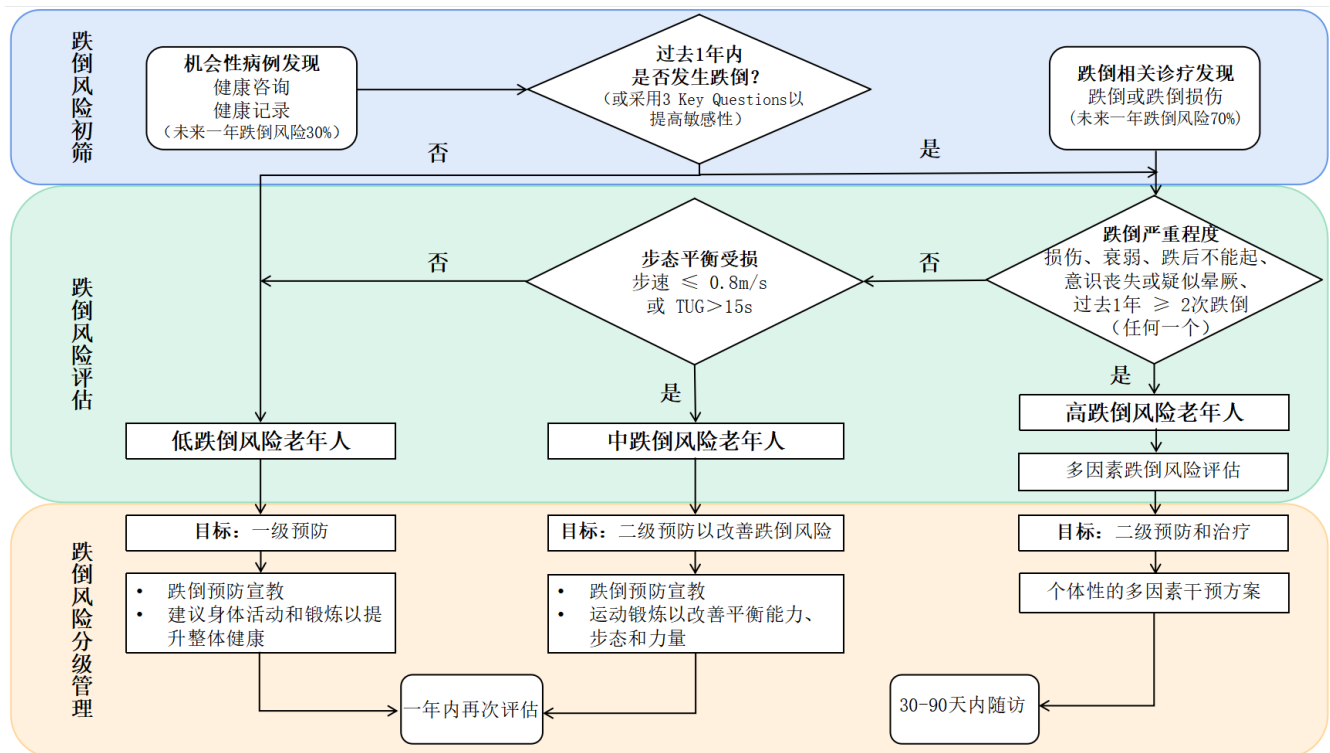 跌倒风险初筛
机会性病例发现
健康咨询
健康记录
(未来一年跌倒风险30%)
过去1年内
是否发生跌倒?
(或采用3 Key Questions以
提高敏感性)
跌倒相关诊疗发现
跌倒或跌倒损伤
(未来一年跌倒风险70%)
否
是
跌倒风险评估
跌倒严重程度
损伤、衰弱、跌后不能起、
意识丧失或疑似晕厥、
过去1年 ≥ 2次跌倒
(任何一个)
否
步态平衡受损
步速 ≤ 0.8m/s
或 TUG>15s
否
是
是
低跌倒风险老年人
中跌倒风险老年人
高跌倒风险老年人
多因素跌倒风险评估
跌倒风险分级管理
目标：一级预防
目标：二级预防以改善跌倒风险
目标：二级预防和治疗
• 跌倒预防宣教
• 建议身体活动和锻炼以提
升整体健康
• 跌倒预防宣教
• 运动锻炼以改善平衡能力、
步态和力量
个体性的多因素干预方案
一年内再次评估
30-90天内随访